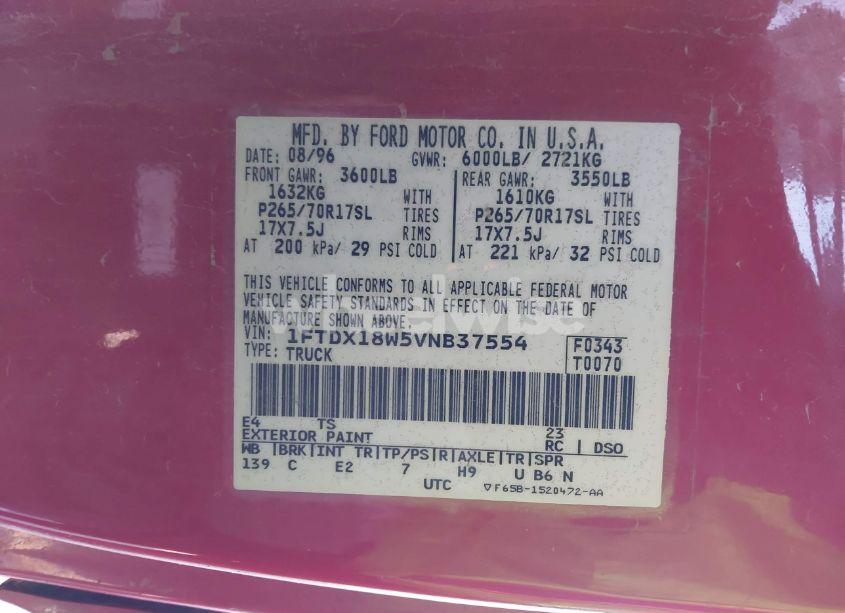 MFD. BY FORD MOTOR CO. IN U.S.A.
DATE: 08/96 GVWR: 6000LB/ 2721KG
FRONT GAWR: 3600LB REAR GAWR: 3550LB
1632KG WITH 1610KG WITH
P265/70R17SL TIRES P265/70R17SL TIRES
17X7.5J RIMS 17X7.5J RIMS
AT 200 kPa/ 29 PSI COLD AT 221 kPa/ 32 PSI COLD
THIS VEHICLE CONFORMS TO ALL APPLICABLE FEDERAL MOTOR
VEHICLE SAFETY STANDARDS IN EFFECT ON THE DATE OF
MANUFACTURE SHOWN ABOVE.
VIN: 1FTDX18W5VNB37554 F0343
TYPE: TRUCK T0070
E4 TS 23
EXTERIOR PAINT RC DSO
WB |BRK|INT TR|TP/PS|R|AXLE|TR|SPR
139 C E2 7 H9 U B6 N
UTC ▽F65B-1520472-AA